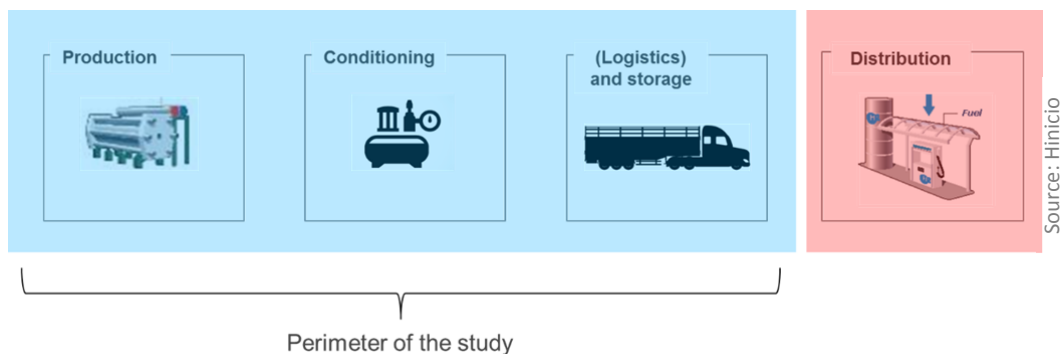 Production
Conditioning
(Logistics)
and storage
Distribution
Fuel
Source: Hinicio
Perimeter of the study